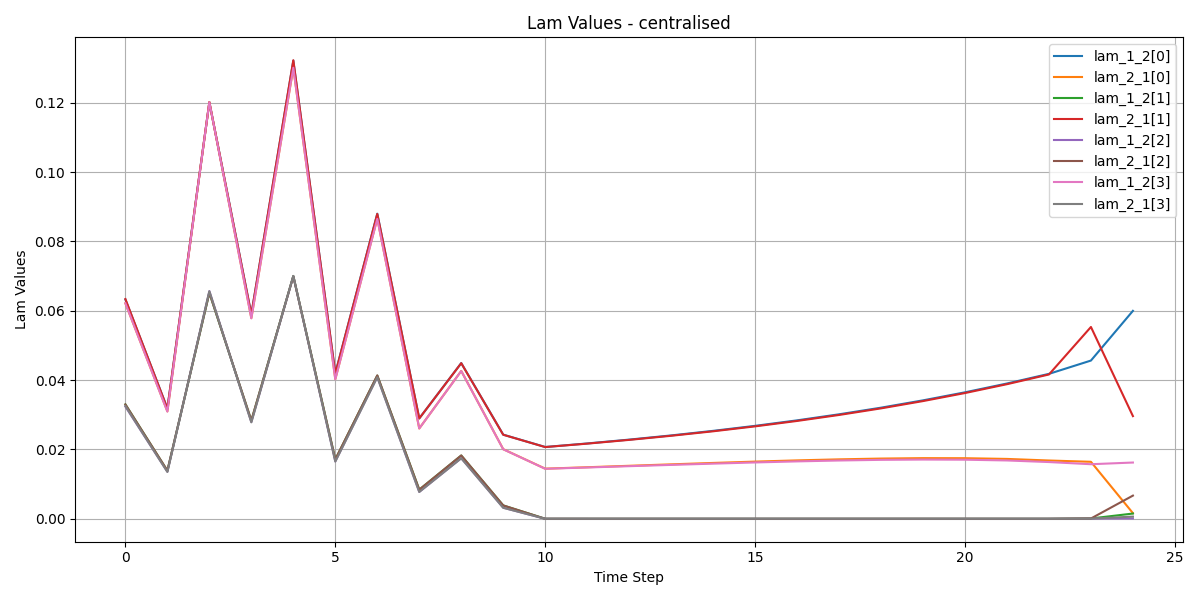 Lam Values - centralised
lam_1_2[0]
lam_2_1[0]
lam_1_2[1]
lam_2_1[1]
lam_1_2[2]
lam_2_1[2]
lam_1_2[3]
lam_2_1[3]
Lam Values
0.12
0.10
0.08
0.06
0.04
0.02
0.00
0
5
10
15
20
25
Time Step